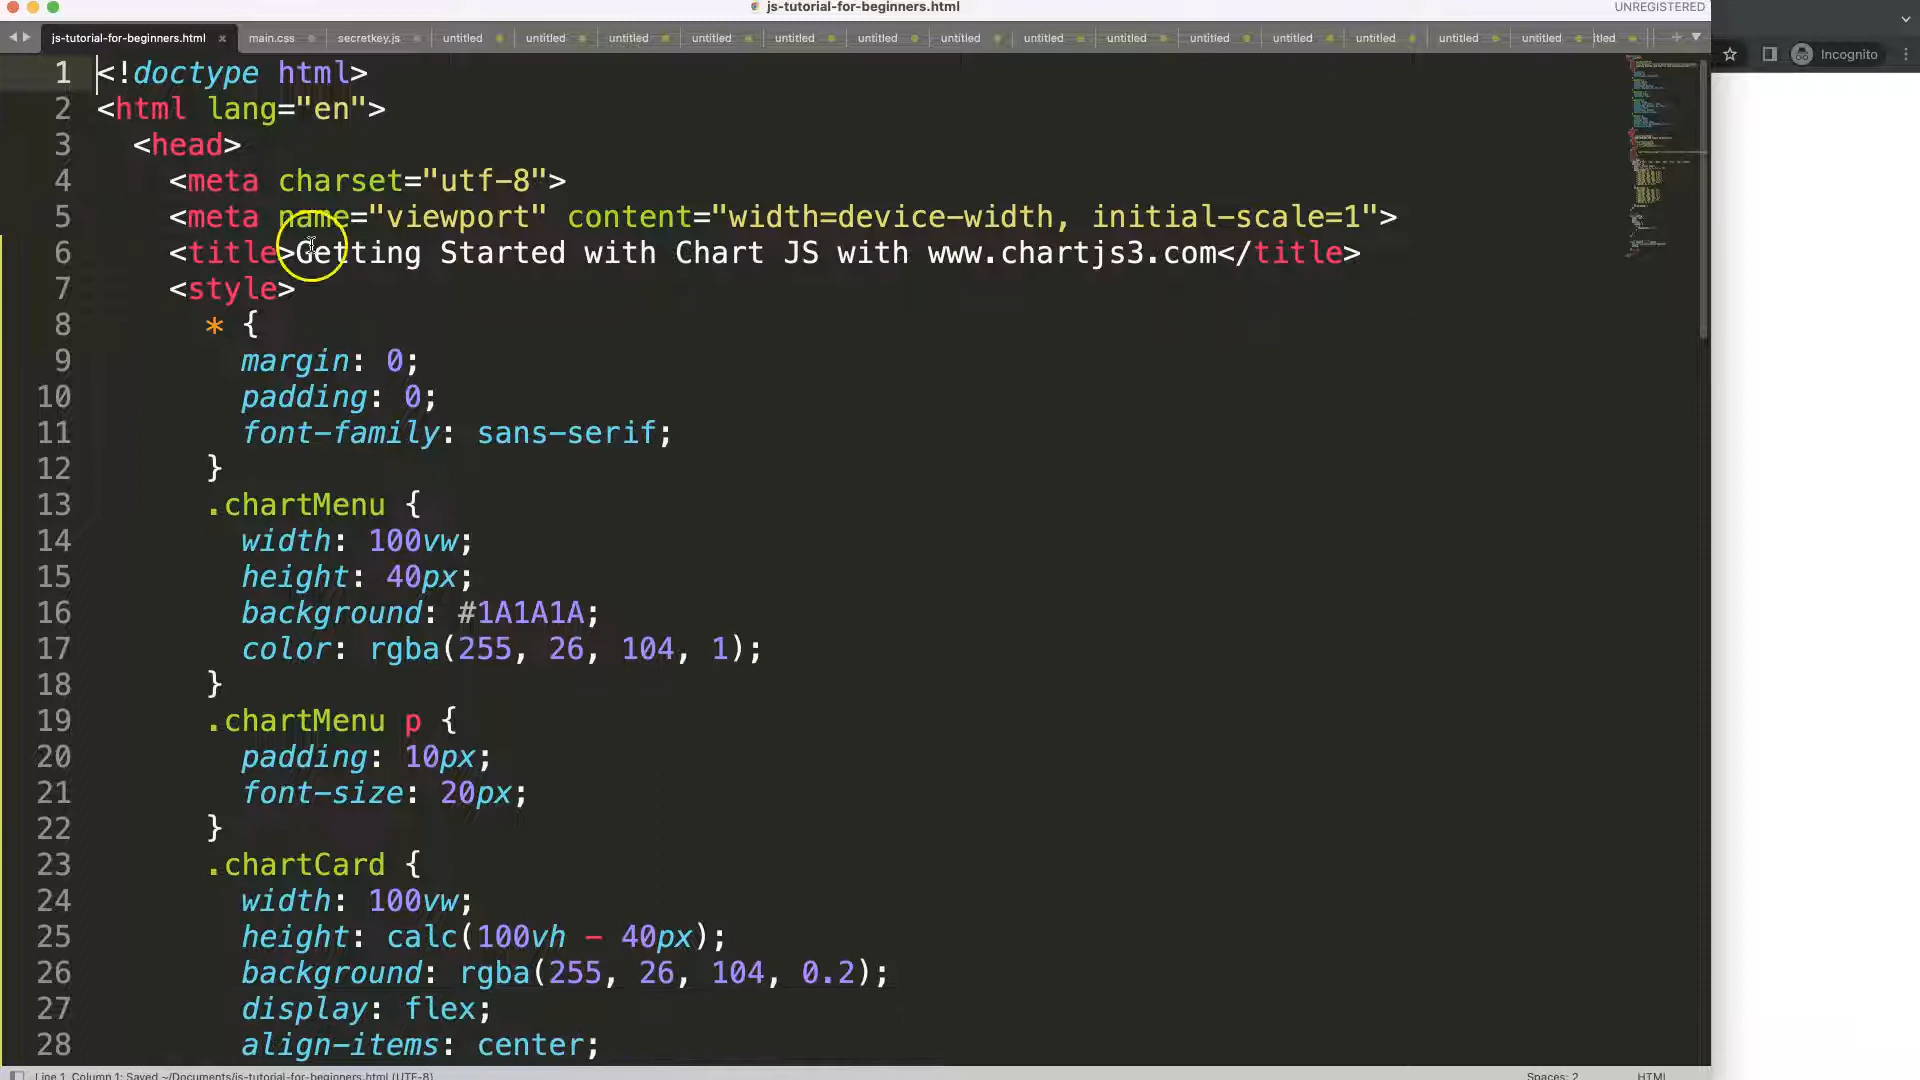 js-tutorial-for-beginners.html
UNREGISTERED
js-tutorial-for-beginners.html × main.css secretkey.js untitled untitled untitled untitled untitled untitled untitled untitled untitled untitled untitled untitled untitled untitled itled
Incognito
1 <!doctype html>
2 <html lang="en">
3 <head>
4 <meta charset="utf-8">
5 <meta name="viewport" content="width=device-width, initial-scale=1">
6 <title>Getting Started with Chart JS with www.chartjs3.com</title>
7 <style>
8 * {
9 margin: 0;
10 padding: 0;
11 font-family: sans-serif;
12 }
13 .chartMenu {
14 width: 100vw;
15 height: 40px;
16 background: #1A1A1A;
17 color: rgba(255, 26, 104, 1);
18 }
19 .chartMenu p {
20 padding: 10px;
21 font-size: 20px;
22 }
23 .chartCard {
24 width: 100vw;
25 height: calc(100vh - 40px);
26 background: rgba(255, 26, 104, 0.2);
27 display: flex;
28 align-items: center;
Line 1, Column 1; Saved ~/Documents/js-tutorial-for-beginners.html (UTF-8)
Spaces: 2
HTML